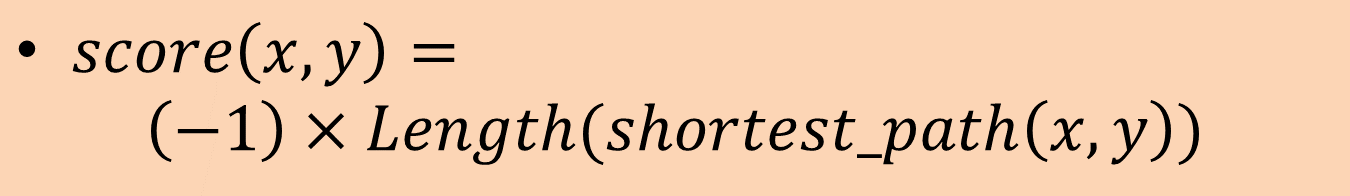 • score(x, y) =
(−1) × Length(shortest_path(x, y))